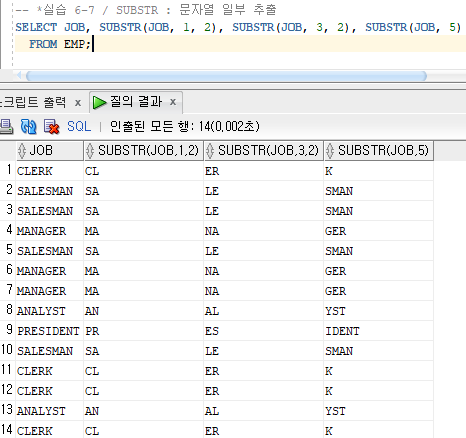 -- *실습 6-7 / SUBSTR : 문자열 일부 추출
SELECT JOB, SUBSTR(JOB, 1, 2), SUBSTR(JOB, 3, 2), SUBSTR(JOB, 5)
FROM EMP;
스크립트 출력 x 질의 결과 x
SQL | 인출된 모든 행: 14(0,002초)
JOB SUBSTR(JOB,1,2) SUBSTR(JOB,3,2) SUBSTR(JOB,5)
1 CLERK CL ER K
2 SALESMAN SA LE SMAN
3 SALESMAN SA LE SMAN
4 MANAGER MA NA GER
5 SALESMAN SA LE SMAN
6 MANAGER MA NA GER
7 MANAGER MA NA GER
8 ANALYST AN AL YST
9 PRESIDENT PR ES IDENT
10 SALESMAN SA LE SMAN
11 CLERK CL ER K
12 CLERK CL ER K
13 ANALYST AN AL YST
14 CLERK CL ER K